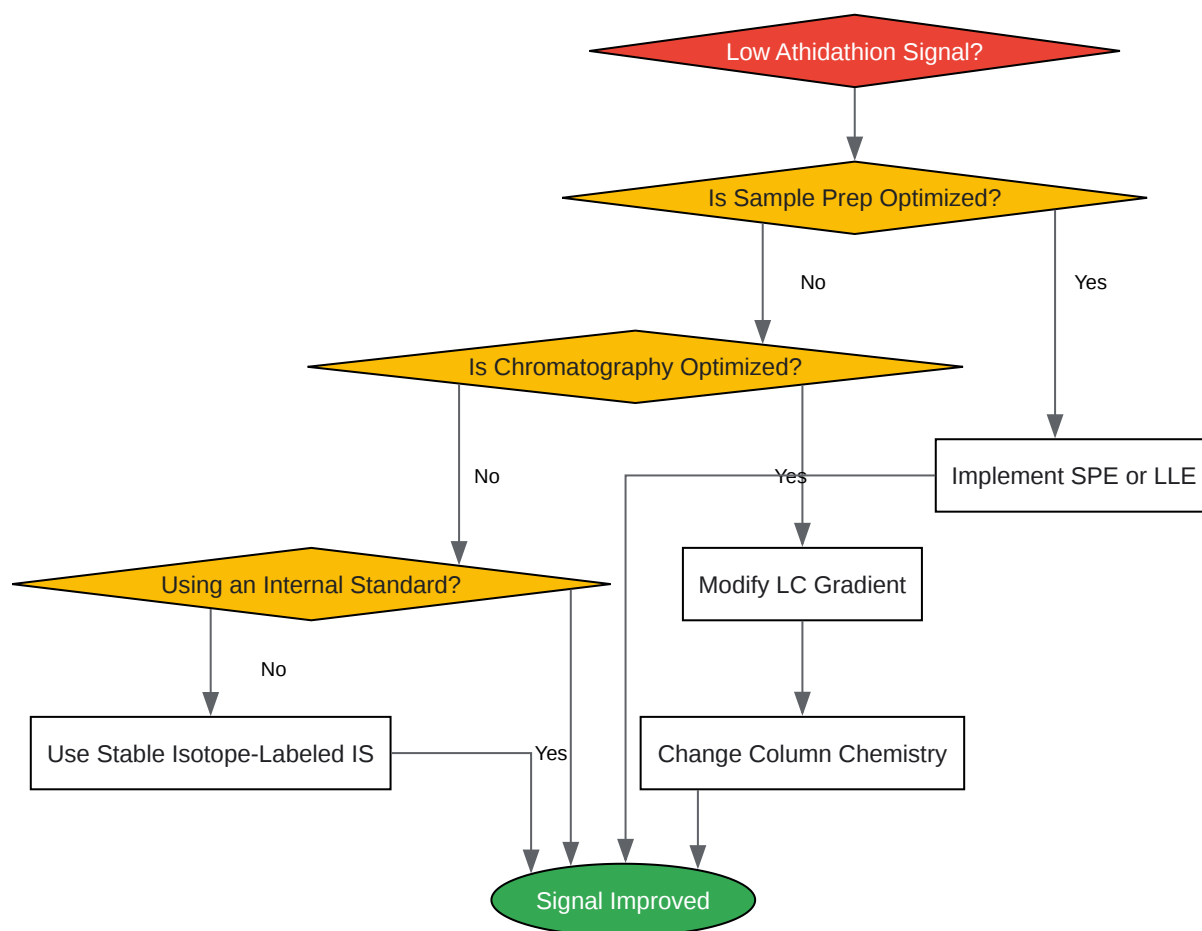 Low Athidathion Signal?
Is Sample Prep Optimized?
No
Yes
Is Chromatography Optimized?
No
Yes
Implement SPE or LLE
Using an Internal Standard?
Modify LC Gradient
No
Use Stable Isotope-Labeled IS
Yes
Change Column Chemistry
Signal Improved